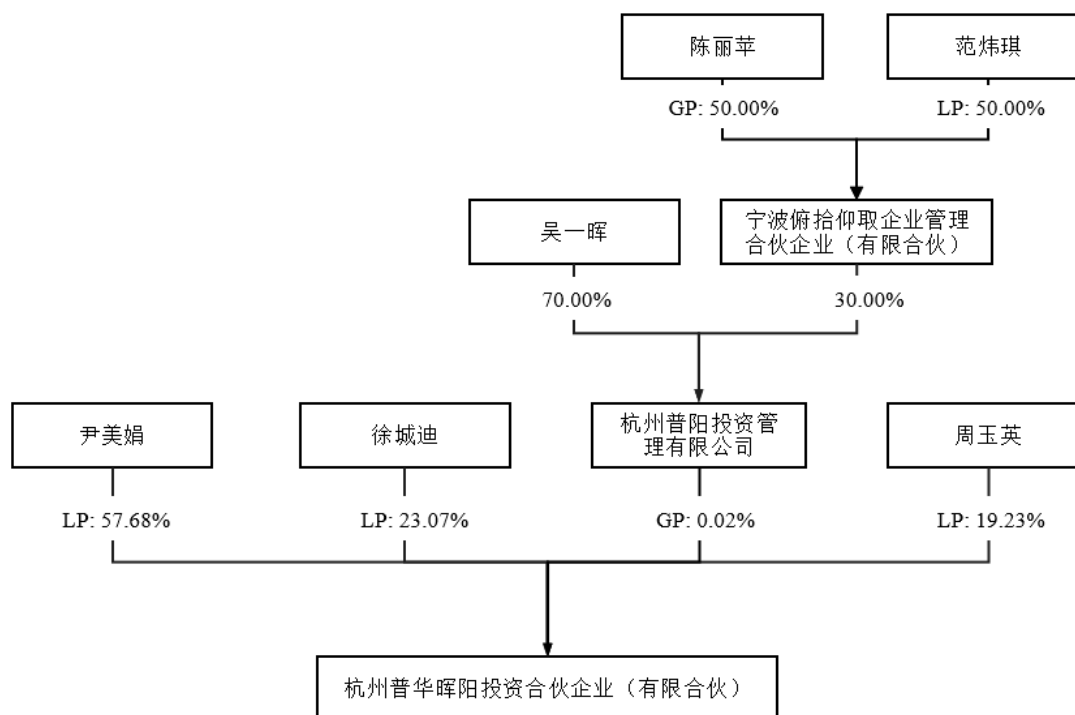 陈丽苹
范炜琪
GP: 50.00%
LP: 50.00%
吴一晖
宁波俯拾仰取企业管理
合伙企业（有限合伙）
70.00%
30.00%
尹美娟
徐城迪
杭州普阳投资管
理有限公司
周玉英
LP: 57.68%
LP: 23.07%
GP: 0.02%
LP: 19.23%
杭州普华晖阳投资合伙企业（有限合伙）